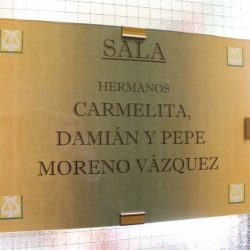 SALA
HERMANOS
CARMELITA,
DAMIÁN Y PEPE
MORENO VÁZQUEZ